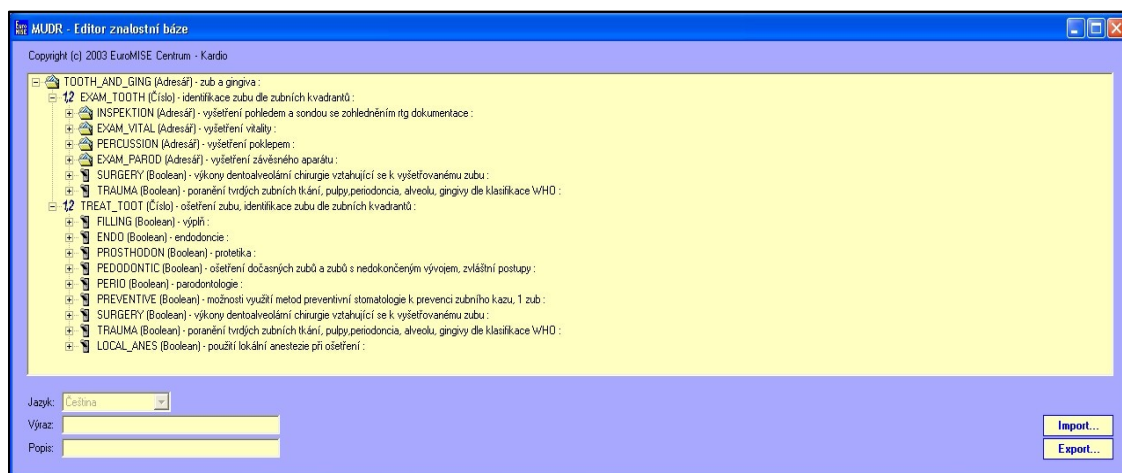 Euro MISE MUDR - Editor znalostní báze
Copyright (c) 2003 EuroMISE Centrum - Kardio
TOOTH_AND_GING (Adresář) - zub a gingiva :
1,2 EXAM_TOOTH (Číslo) - identifikace zubu dle zubních kvadrantů :
INSPEKTION (Adresář) - vyšetření pohledem a sondou se zohledněním rtg dokumentace :
EXAM_VITAL (Adresář) - vyšetření vitality :
PERCUSSION (Adresář) - vyšetření poklepem :
EXAM_PAROD (Adresář) - vyšetření závěsného aparátu :
SURGERY (Boolean) - výkony dentoalveolární chirurgie vztahující se k vyšetřovanému zubu :
TRAUMA (Boolean) - poranění tvrdých zubních tkání, pulpy,periodoncia, alveolu, gingivy dle klasifikace WHO :
1,2 TREAT_TOOT (Číslo) - ošetření zubu, identifikace zubu dle zubních kvadrantů :
FILLING (Boolean) - výplň :
ENDO (Boolean) - endodoncie :
PROSTHODON (Boolean) - protetika :
PEDODONTIC (Boolean) - ošetření dočasných zubů a zubů s nedokončeným vývojem, zvláštní postupy :
PERIO (Boolean) - parodontologie :
PREVENTIVE (Boolean) - možnosti využití metod preventivní stomatologie k prevenci zubního kazu, 1 zub :
SURGERY (Boolean) - výkony dentoalveolární chirurgie vztahující se k vyšetřovanému zubu :
TRAUMA (Boolean) - poranění tvrdých zubních tkání, pulpy,periodoncia, alveolu, gingivy dle klasifikace WHO :
LOCAL_ANES (Boolean) - použití lokální anestezie při ošetření :
Jazyk: Čeština
Výraz:
Import...
Popis:
Export...